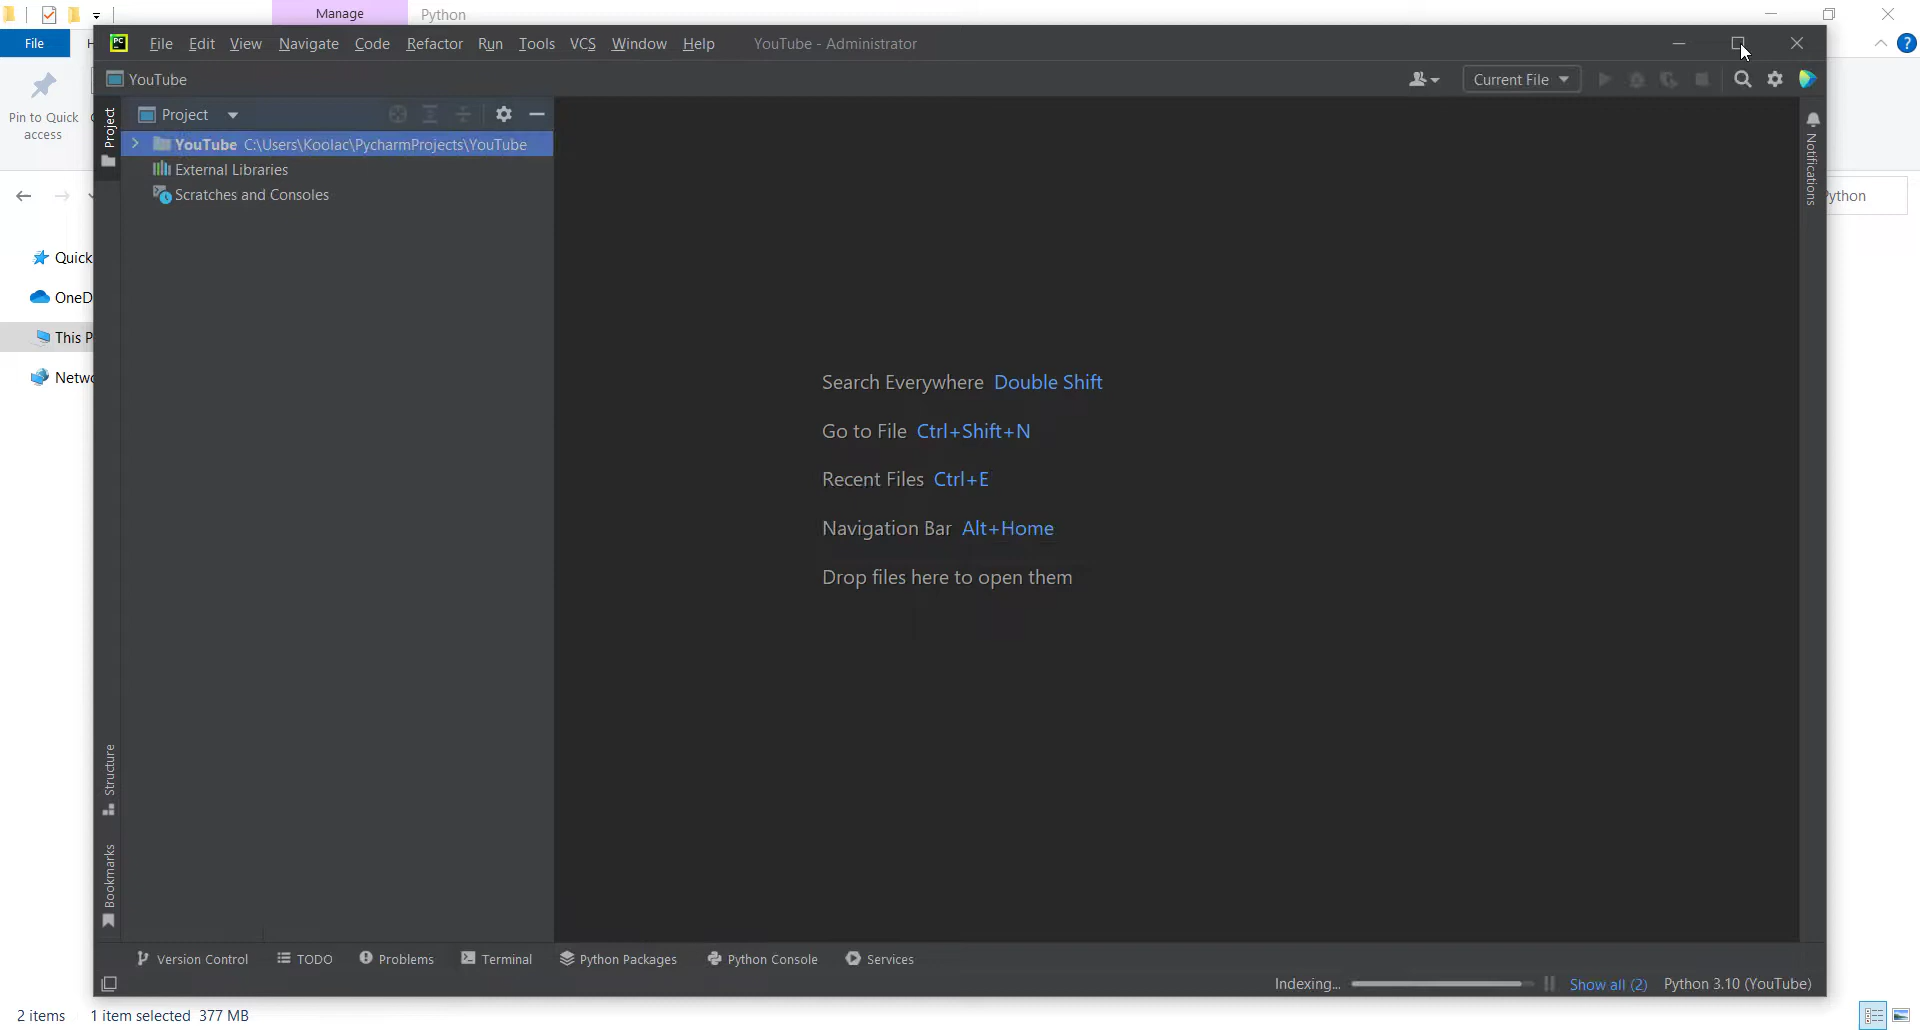 Manage
Python
File
File Edit View Navigate Code Refactor Run Tools VCS Window Help YouTube - Administrator
YouTube
Current File
Pin to Quick
access
Project
Project
YouTube C:\Users\Koolac\PycharmProjects\YouTube
External Libraries
Scratches and Consoles
Notifications
Quick
This
Search Everywhere Double Shift
Go to File Ctrl+Shift+N
Recent Files Ctrl+E
Navigation Bar Alt+Home
Drop files here to open them
Structure
Bookmarks
Version Control TODO Problems Terminal Python Packages Python Console Services
Indexing... Show all (2) Python 3.10 (YouTube)
2 items 1 item selected 377 MB